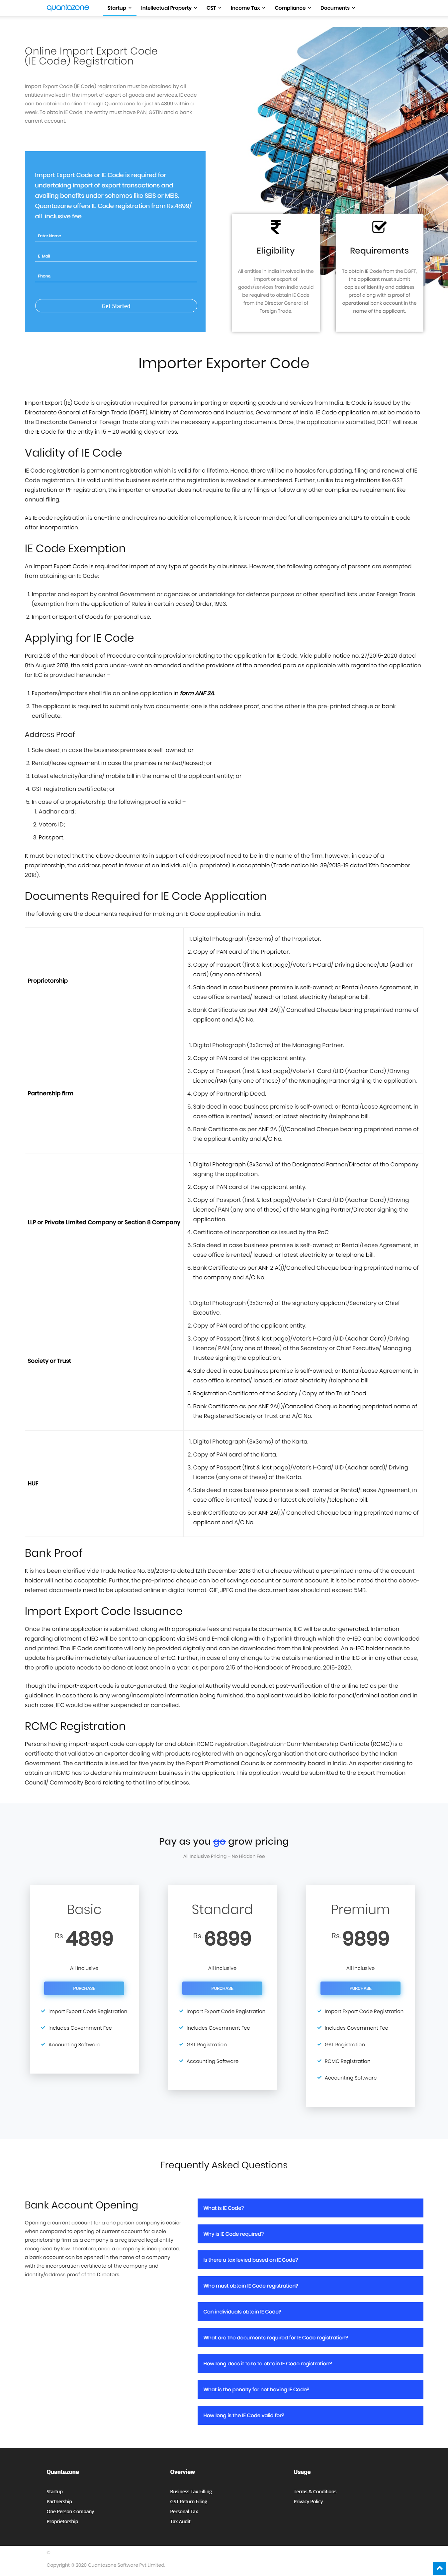 quantazone
Startup Intellectual Property GST Income Tax Compliance Documents
Online Import Export Code
(IE Code) Registration
Import Export Code (IE Code) registration must be obtained by all
entities involved in the import of export of goods and services. IE code
can be obtained online through Quantazone for just Rs.4899 within a
week. To obtain IE Code, the entity must have PAN, GSTIN and a bank
current account.
Import Export Code or IE Code is required for
undertaking import of export transactions and
availing benefits under schemes like SEIS or MEIS.
Quantazone offers IE Code registration from Rs.4899/
all-inclusive fee
Enter Name
E-Mail
Phone
Get Started
Eligibility
All entities in India involved in the
import or export of
goods/services from India would
be required to obtain IE Code
from the Director General of
Foreign Trade.
Requirements
To obtain IE Code from the DGFT,
the applicant must submit
copies of identity and address
proof along with a proof of
operational bank account in the
name of the applicant.
Importer Exporter Code
Import Export (IE) Code is a registration required for persons importing or exporting goods and services from India. IE Code is issued by the
Directorate General of Foreign Trade (DGFT), Ministry of Commerce and Industries, Government of India. IE Code application must be made to
the Directorate General of Foreign Trade along with the necessary supporting documents. Once, the application is submitted, DGFT will issue
the IE Code for the entity in 15 – 20 working days or less.
Validity of IE Code
IE Code registration is permanent registration which is valid for a lifetime. Hence, there will be no hassles for updating, filing and renewal of IE
Code registration. It is valid until the business exists or the registration is revoked or surrendered. Further, unlike tax registrations like GST
registration or PF registration, the importer or exporter does not require to file any filings or follow any other compliance requirement like
annual filing.
As IE code registration is one-time and requires no additional compliance, it is recommended for all companies and LLPs to obtain IE code
after incorporation.
IE Code Exemption
An Import Export Code is required for import of any type of goods by a business. However, the following category of persons are exempted
from obtaining an IE Code:
1. Importer and export by central Government or agencies or undertakings for defence purpose or other specified lists under Foreign Trade
(exemption from the application of Rules in certain cases) Order, 1993.
2. Import or Export of Goods for personal use.
Applying for IE Code
Para 2.08 of the Handbook of Procedure contains provisions relating to the application for IE Code. Vido public notice no. 27/2015-2020 dated
8th August 2018, the said para under-went an amendment and the provisions of the amended para as applicable with regard to the application
for IEC is provided hereunder –
1. Exporters/importers shall file an online application in form ANF 2A.
2. The applicant is required to submit only two documents; one is the address proof, and the other is the pre-printed cheque or bank
certificate.
Address Proof
1. Sale deed, in case the business premises is self-owned; or
2. Rental/lease agreement in case the premise is rented/leased; or
3. Latest electricity/landline/ mobile bill in the name of the applicant entity; or
4. GST registration certificate; or
5. In case of a proprietorship, the following proof is valid –
1. Aadhar card;
2. Voters ID;
3. Passport.
It must be noted that the above documents in support of address proof need to be in the name of the firm, however, in case of a
proprietorship, the address proof in favour of an individual (i.e. proprietor) is acceptable (Trade notice No. 39/2018-19 dated 12th December
2018).
Documents Required for IE Code Application
The following are the documents required for making an IE Code application in India.
Proprietorship
1. Digital Photograph (3x3cms) of the Proprietor.
2. Copy of PAN card of the Proprietor.
3. Copy of Passport (first & last page)/Voter's I-Card/ Driving Licence/UID (Aadhar
card) (any one of these).
4. Sale deed in case business premise is self-owned; or Rental/Lease Agreement, in
case office is rented/ leased; or latest electricity /telephone bill.
5. Bank Certificate as per ANF 2A(I)/ Cancelled Cheque bearing preprinted name of
applicant and A/C No.
Partnership firm
1. Digital Photograph (3x3cms) of the Managing Partner.
2. Copy of PAN card of the applicant entity.
3. Copy of Passport (first & last page)/Voter's I-Card /UID (Aadhar Card) /Driving
Licence/PAN (any one of these) of the Managing Partner signing the application.
4. Copy of Partnership Deed.
5. Sale deed in case business premise is self-owned; or Rental/Lease Agreement, in
case office is rented/ leased; or latest electricity /telephone bill.
6. Bank Certificate as per ANF 2A (I)/Cancelled Cheque bearing preprinted name of
the applicant entity and A/C No.
LLP or Private Limited Company or Section 8 Company
1. Digital Photograph (3x3cms) of the Designated Partner/Director of the Company
signing the application.
2. Copy of PAN card of the applicant entity.
3. Copy of Passport (first & last page)/Voter's I-Card /UID (Aadhar Card) /Driving
Licence/ PAN (any one of these) of the Managing Partner/Director signing the
application.
4. Certificate of incorporation as issued by the RoC
5. Sale deed in case business premise is self-owned; or Rental/Lease Agreement, in
case office is rented/ leased; or latest electricity or telephone bill.
6. Bank Certificate as per ANF 2 A(I)/Cancelled Cheque bearing preprinted name of
the company and A/C No.
Society or Trust
1. Digital Photograph (3x3cms) of the signatory applicant/Secretary or Chief
Executive.
2. Copy of PAN card of the applicant entity.
3. Copy of Passport (first & last page)/Voter's I-Card /UID (Aadhar Card) /Driving
Licence/ PAN (any one of these) of the Secretary or Chief Executive/ Managing
Trustee signing the application.
4. Sale deed in case business premise is self-owned; or Rental/Lease Agreement, in
case office is rented/ leased; or latest electricity /telephone bill.
5. Registration Certificate of the Society / Copy of the Trust Deed
6. Bank Certificate as per ANF 2A(I)/Cancelled Cheque bearing preprinted name of
the Registered Society or Trust and A/C No.
HUF
1. Digital Photograph (3x3cms) of the Karta.
2. Copy of PAN card of the Karta.
3. Copy of Passport (first & last page)/Voter's I-Card/ UID (Aadhar card)/ Driving
Licence (any one of these) of the Karta.
4. Sale deed in case business premise is self-owned or Rental/Lease Agreement, in
case office is rented/ leased or latest electricity /telephone bill.
5. Bank Certificate as per ANF 2A(I)/ Cancelled Cheque bearing preprinted name of
applicant and A/C No.
Bank Proof
It is has been clarified vide Trade Notice No. 39/2018-19 dated 12th December 2018 that a cheque without a pre-printed name of the account
holder will not be acceptable. Further, the pre-printed cheque can be of savings account or current account. It is to be noted that the above-
referred documents need to be uploaded online in digital format-GIF, JPEG and the document size should not exceed 5MB.
Import Export Code Issuance
Once the online application is submitted, along with appropriate fees and requisite documents, IEC will be auto-generated. Intimation
regarding allotment of IEC will be sent to an applicant via SMS and E-mail along with a hyperlink through which the e-IEC can be downloaded
and printed. The IE Code certificate will only be provided digitally and can be downloaded from the link provided. An e-IEC holder needs to
update his profile immediately after issuance of e-IEC. Further, in case of any change to the details mentioned in the IEC or in any other case,
the profile update needs to be done at least once in a year, as per para 2.15 of the Handbook of Procedure, 2015-2020.
Though the import-export code is auto-generated, the Regional Authority would conduct post-verification of the online IEC as per the
guidelines. In case there is any wrong/incomplete information being furnished, the applicant would be liable for penal/criminal action and in
such case, IEC would be either suspended or cancelled.
RCMC Registration
Persons having import-export code can apply for and obtain RCMC registration. Registration-Cum-Membership Certificate (RCMC) is a
certificate that validates an exporter dealing with products registered with an agency/organisation that are authorised by the Indian
Government. The certificate is issued for five years by the Export Promotional Councils or commodity board in India. An exporter desiring to
obtain an RCMC has to declare his mainstream business in the application. This application would be submitted to the Export Promotion
Council/ Commodity Board relating to that line of business.
Pay as you go grow pricing
All Inclusive Pricing - No Hidden Fee
Basic
Rs. 4899
All Inclusive
PURCHASE
Import Export Code Registration
Includes Government Fee
Accounting Software
Standard
Rs. 6899
All Inclusive
PURCHASE
Import Export Code Registration
Includes Government Fee
GST Registration
Accounting Software
Premium
Rs. 9899
All Inclusive
PURCHASE
Import Export Code Registration
Includes Government Fee
GST Registration
RCMC Registration
Accounting Software
Frequently Asked Questions
Bank Account Opening
Opening a current account for a one person company is easier
when compared to opening of current account for a sole
proprietorship firm as a company is a registered legal entity –
recognized by law. Therefore, once a company is incorporated,
a bank account can be opened in the name of a company
with the incorporation certificate of the company and
identity/address proof of the Directors.
What is IE Code?
Why is IE Code required?
Is there a tax levied based on IE Code?
Who must obtain IE Code registration?
Can individuals obtain IE Code?
What are the documents required for IE Code registration?
How long does it take to obtain IE Code registration?
What is the penalty for not having IE Code?
How long is the IE Code valid for?
Quantazone
Startup
Partnership
One Person Company
Proprietorship
Overview
Business Tax Filling
GST Return Filing
Personal Tax
Tax Audit
Usage
Terms & Conditions
Privacy Policy
Copyright © 2020 Quantazone Software Pvt Limited.